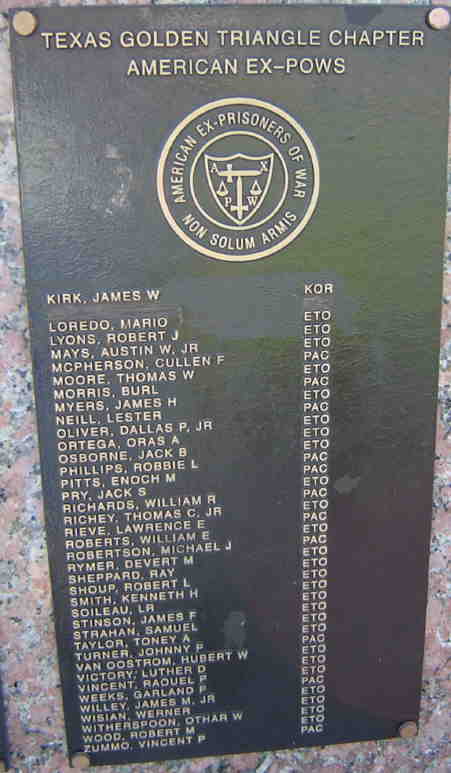 TEXAS GOLDEN TRIANGLE CHAPTER
AMERICAN EX-POWS
AMERICAN EX-PRISONERS OF WAR
A X
P W
NON SOLUM ARMIS
KIRK, JAMES W
LOREDO, MARIO
LYONS, ROBERT J
MAYS, AUSTIN W, JR
MCPHERSON, CULLEN F
MOORE, THOMAS W
MORRIS, BURL
MYERS, JAMES H
NEILL, LESTER
OLIVER, DALLAS P, JR
ORTEGA, ORAS A
OSBORNE, JACK B
PHILLIPS, ROBBIE L
PITTS, ENOCH M
PRY, JACK S
RICHARDS, WILLIAM R
RICHEY, THOMAS C, JR
RIEVE, LAWRENCE E
ROBERTS, WILLIAM E
ROBERTSON, MICHAEL J
RYMER, DEVERT M
SHEPPARD, RAY
SHOUP, ROBERT L
SMITH, KENNETH H
SOILEAU, LR
STINSON, JAMES F
STRAHAN, SAMUEL
TAYLOR, TONEY A
TURNER, JOHNNY P
VAN OOSTROM, HUBERT W
VICTORY, LUTHER D
VINCENT, RAOUEL P
WEEKS, GARLAND P
WILLEY, JAMES M, JR
WISIAN, WERNER
WITHERSPOON, OTHAR W
WOOD, ROBERT M
ZUMMO, VINCENT P
KOR
ETO
ETO
ETO
PAC
ETO
PAC
ETO
PAC
ETO
ETO
ETO
PAC
PAC
ETO
PAC
ETO
PAC
ETO
PAC
ETO
ETO
ETO
ETO
ETO
ETO
ETO
PAC
ETO
ETO
ETO
PAC
ETO
ETO
ETO
PAC